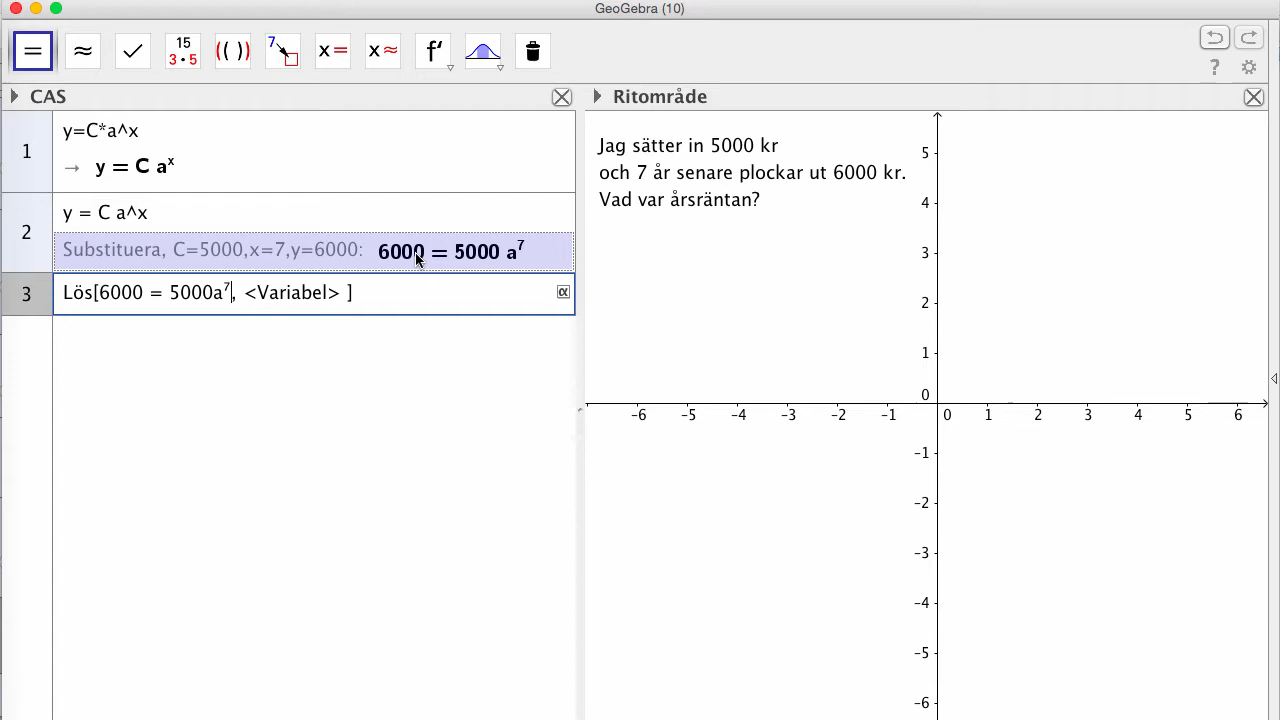 GeoGebra (10)
= ≈ ✓ 15 3·5 (( )) 7 x= x≈ f' ?
CAS
1
y=C*a^x
→ y = C aˣ
2
y = C a^x
Substituera, C=5000,x=7,y=6000: 6000 = 5000 a⁷
3
Lös[6000 = 5000a⁷, <Variabel> ]
α
Ritområde
Jag sätter in 5000 kr
och 7 år senare plockar ut 6000 kr.
Vad var årsräntan?
5
4
3
2
1
0
-6 -5 -4 -3 -2 -1 0 1 2 3 4 5 6
-1
-2
-3
-4
-5
-6